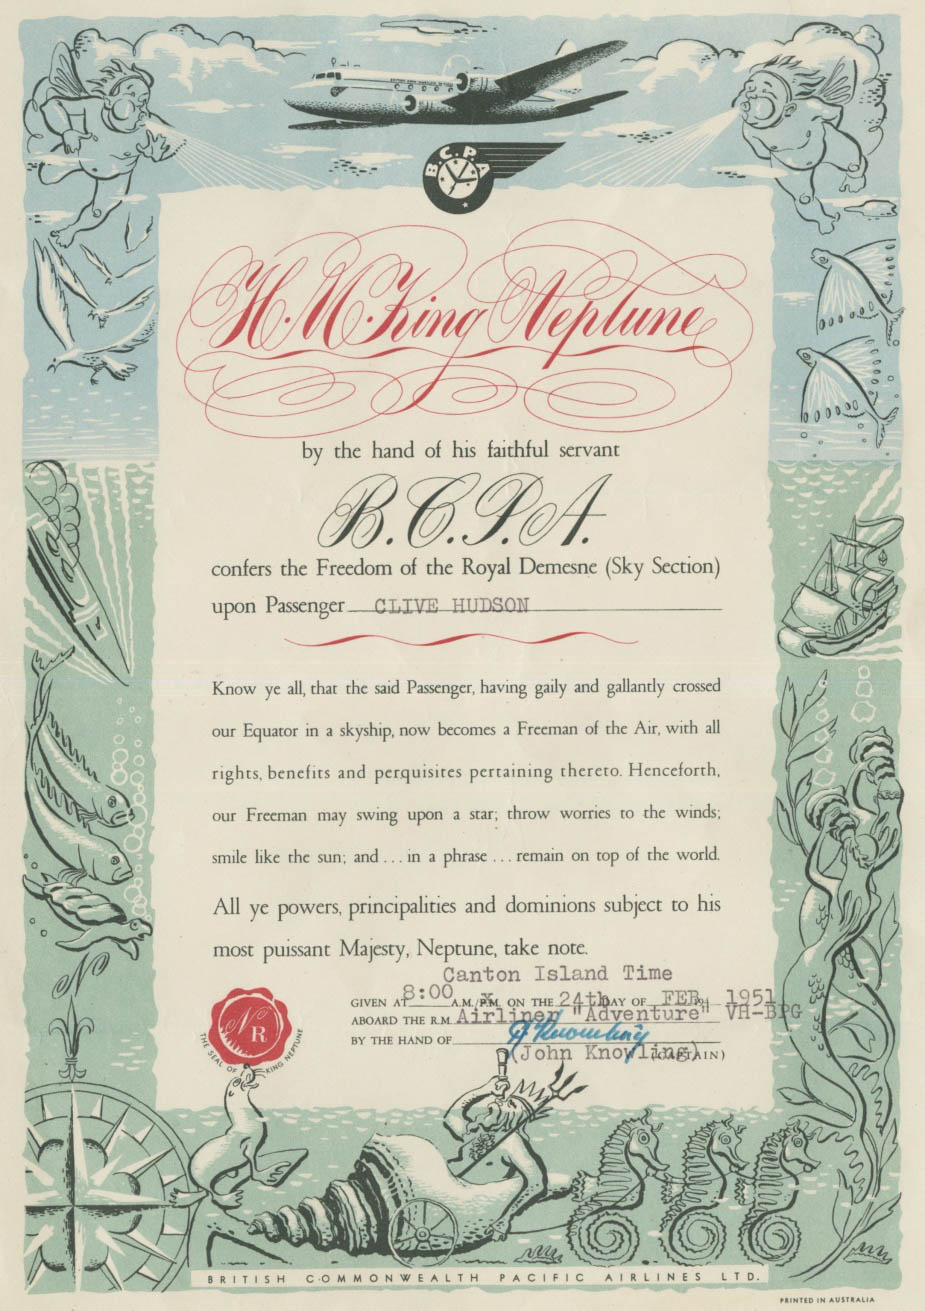 B.C.P.A
H.M. King Neptune
by the hand of his faithful servant
B.C.P.A.
confers the Freedom of the Royal Demesne (Sky Section)
upon Passenger CLIVE HUDSON
Know ye all, that the said Passenger, having gaily and gallantly crossed
our Equator in a skyship, now becomes a Freeman of the Air, with all
rights, benefits and perquisites pertaining thereto. Henceforth,
our Freeman may swing upon a star; throw worries to the winds;
smile like the sun; and ... in a phrase ... remain on top of the world.
All ye powers, principalities and dominions subject to his
most puissant Majesty, Neptune, take note.
Canton Island Time
GIVEN AT 8:00 A.M./P.M. ON THE 24th DAY OF FEB. 1951
ABOARD THE R.M. Airliner "Adventure" VH-BPG
BY THE HAND OF J Knowling
(John Knowling) (CAPTAIN)
NR
THE SEAL OF KING NEPTUNE
N
BRITISH COMMONWEALTH PACIFIC AIRLINES LTD.
PRINTED IN AUSTRALIA